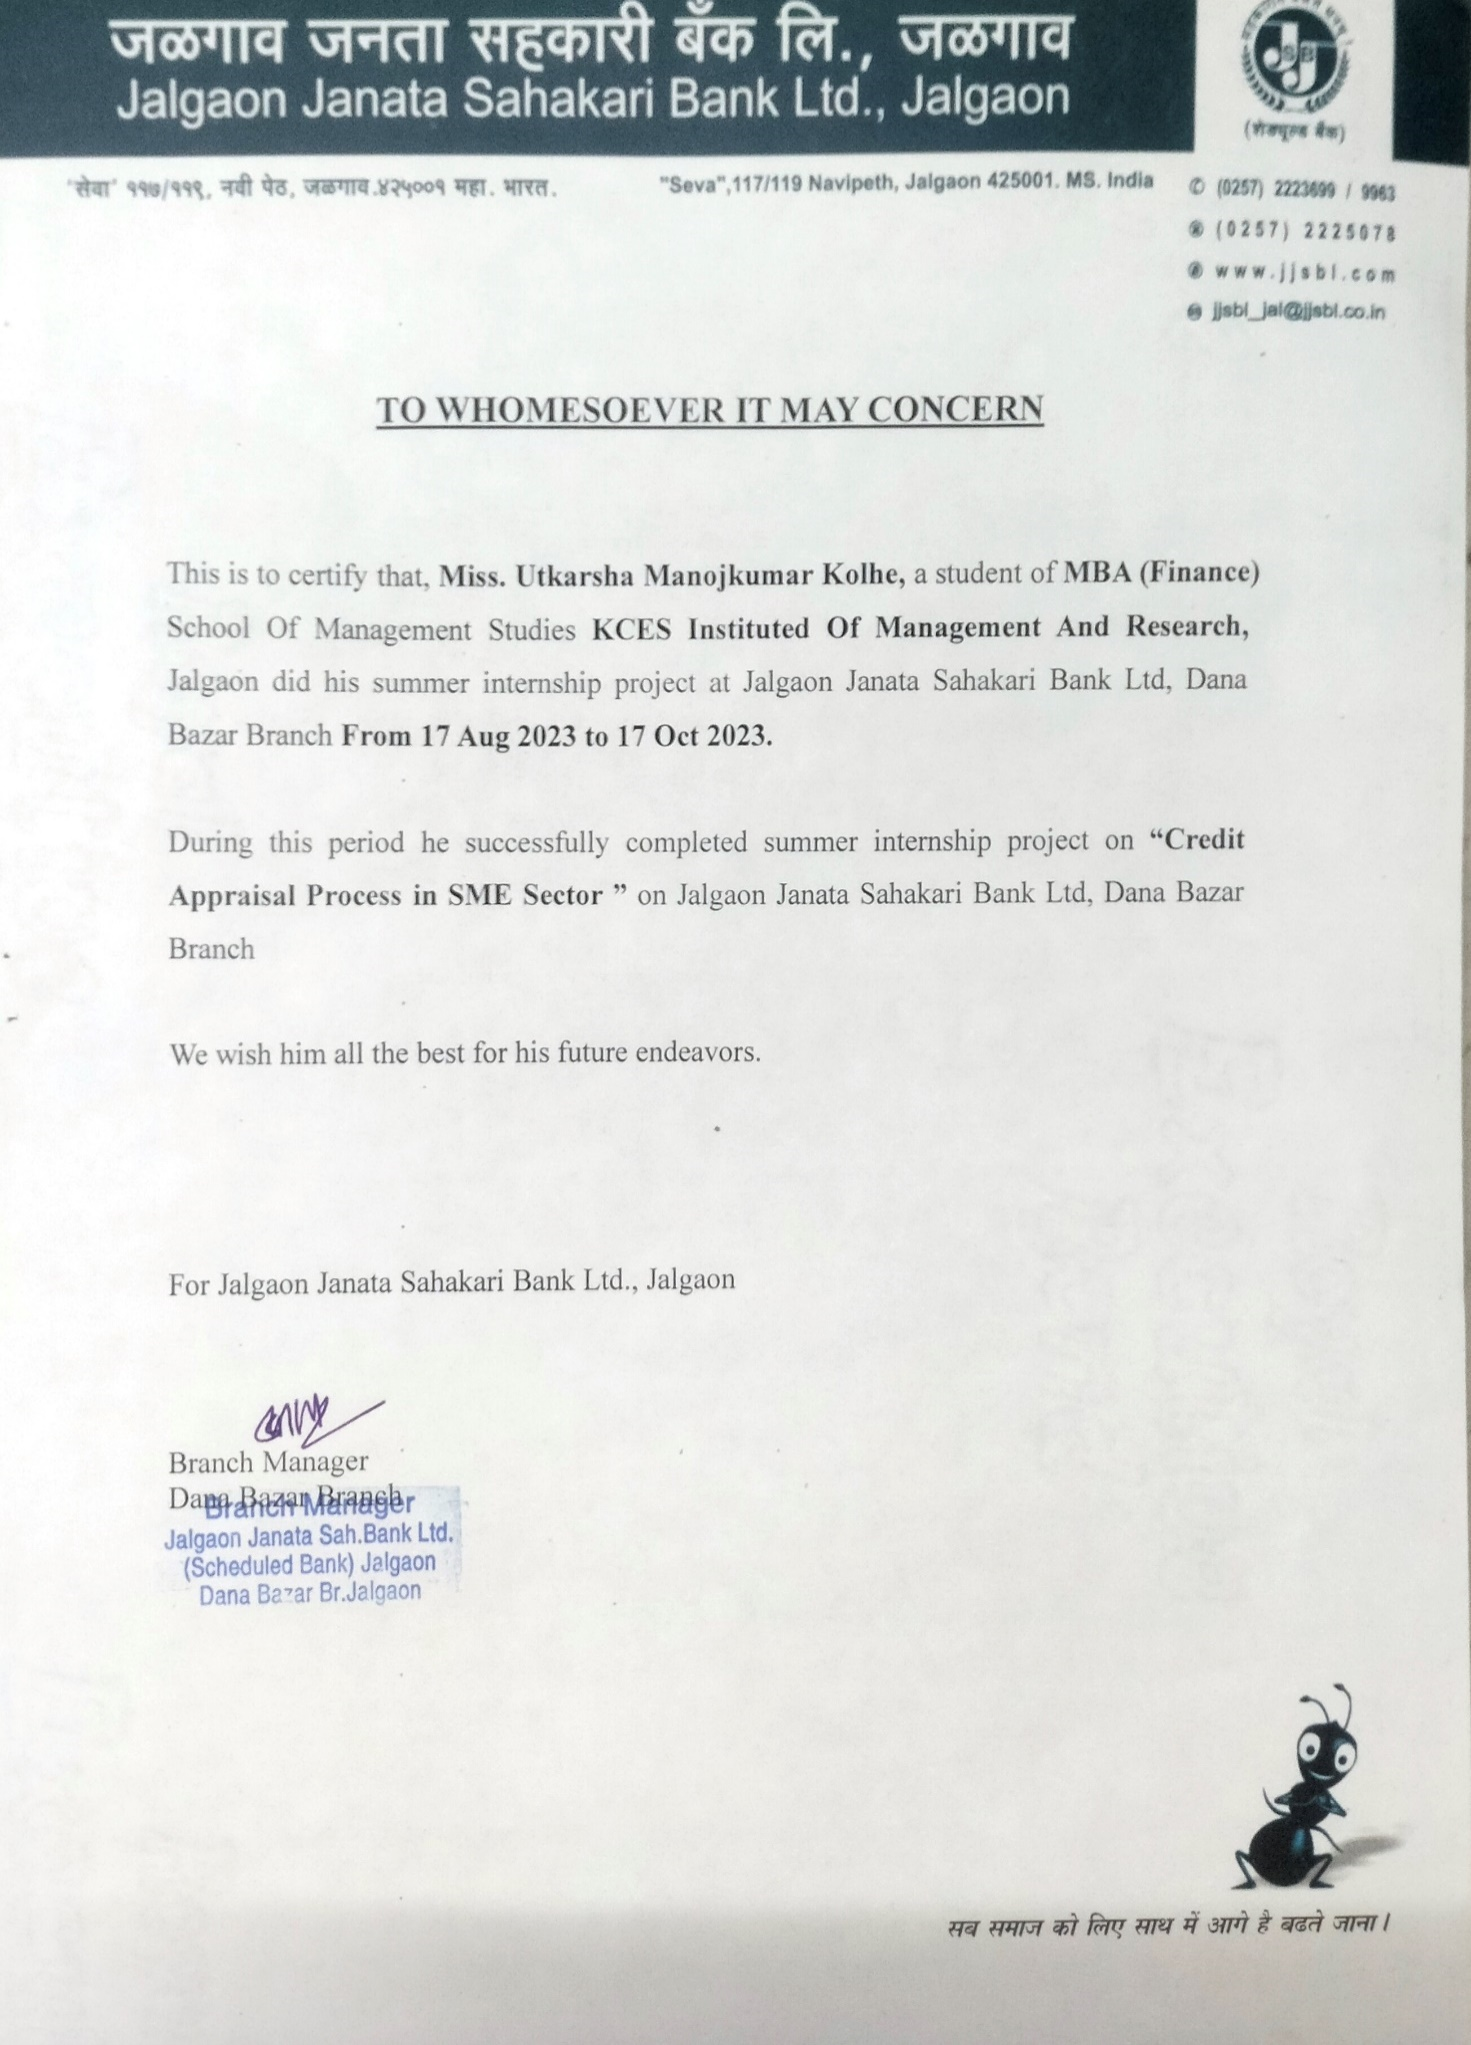 जळगाव जनता सहकारी बँक लि., जळगाव
Jalgaon Janata Sahakari Bank Ltd., Jalgaon
JSB
(शेड्यूल्ड बँक)
'सेवा' ११७/११९, नवी पेठ, जळगाव.४२५००१ महा. भारत.
"Seva",117/119 Navipeth, Jalgaon 425001. MS. India
(0257) 2223699 / 9963
(0257) 2225078
www.jjsbl.com
jjsbl_jal@jjsbl.co.in
TO WHOMESOEVER IT MAY CONCERN
This is to certify that, Miss. Utkarsha Manojkumar Kolhe, a student of MBA (Finance)
School Of Management Studies KCES Instituted Of Management And Research,
Jalgaon did his summer internship project at Jalgaon Janata Sahakari Bank Ltd, Dana
Bazar Branch From 17 Aug 2023 to 17 Oct 2023.
During this period he successfully completed summer internship project on “Credit
Appraisal Process in SME Sector ” on Jalgaon Janata Sahakari Bank Ltd, Dana Bazar
Branch
We wish him all the best for his future endeavors.
For Jalgaon Janata Sahakari Bank Ltd., Jalgaon
Branch Manager
Dana Bazar Branch
Branch Manager
Jalgaon Janata Sah.Bank Ltd.
(Scheduled Bank) Jalgaon
Dana Bazar Br.Jalgaon
सब समाज को लिए साथ में आगे है बढते जाना।